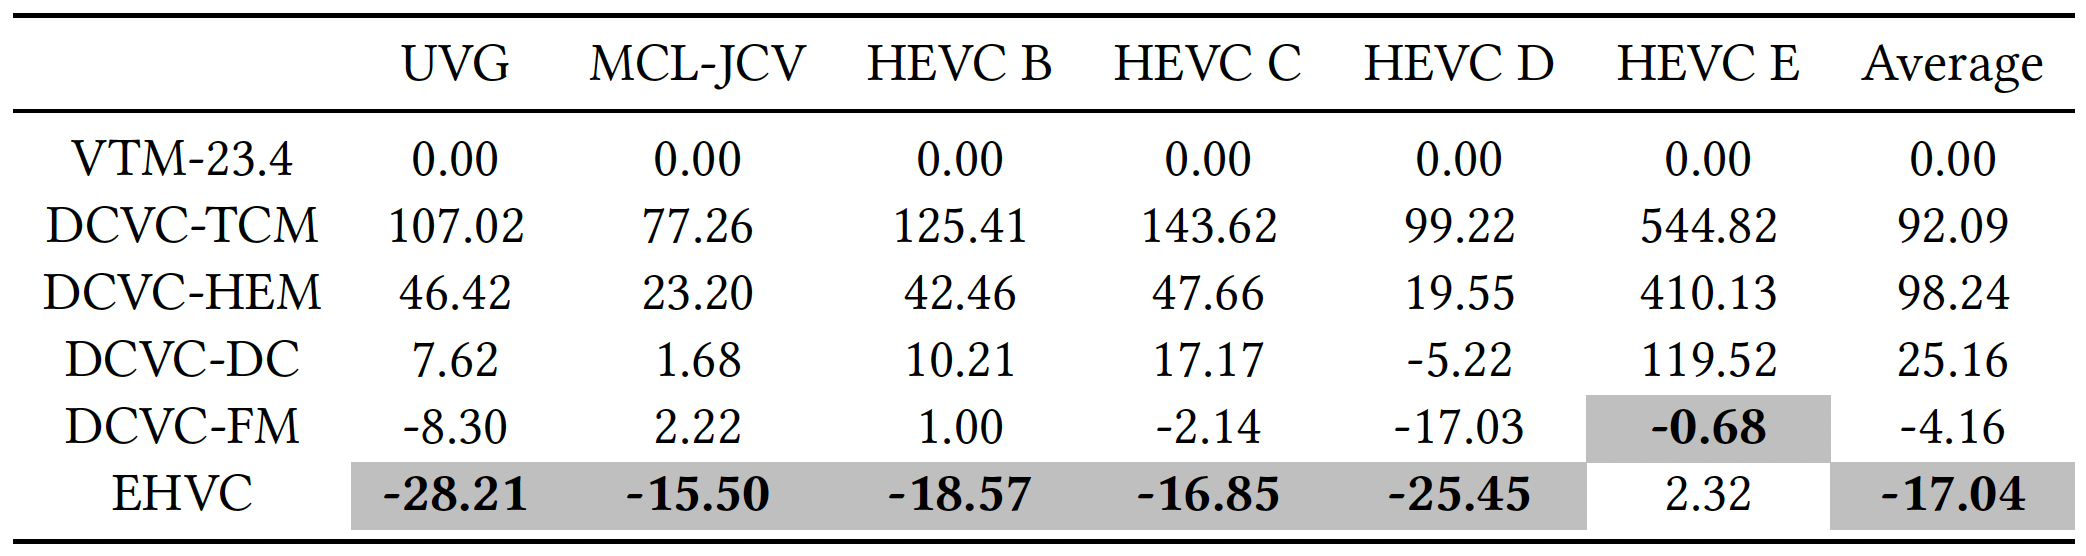 UVG MCL-JCV HEVC B HEVC C HEVC D HEVC E Average
VTM-23.4 0.00 0.00 0.00 0.00 0.00 0.00 0.00
DCVC-TCM 107.02 77.26 125.41 143.62 99.22 544.82 92.09
DCVC-HEM 46.42 23.20 42.46 47.66 19.55 410.13 98.24
DCVC-DC 7.62 1.68 10.21 17.17 -5.22 119.52 25.16
DCVC-FM -8.30 2.22 1.00 -2.14 -17.03 -0.68 -4.16
EHVC -28.21 -15.50 -18.57 -16.85 -25.45 2.32 -17.04